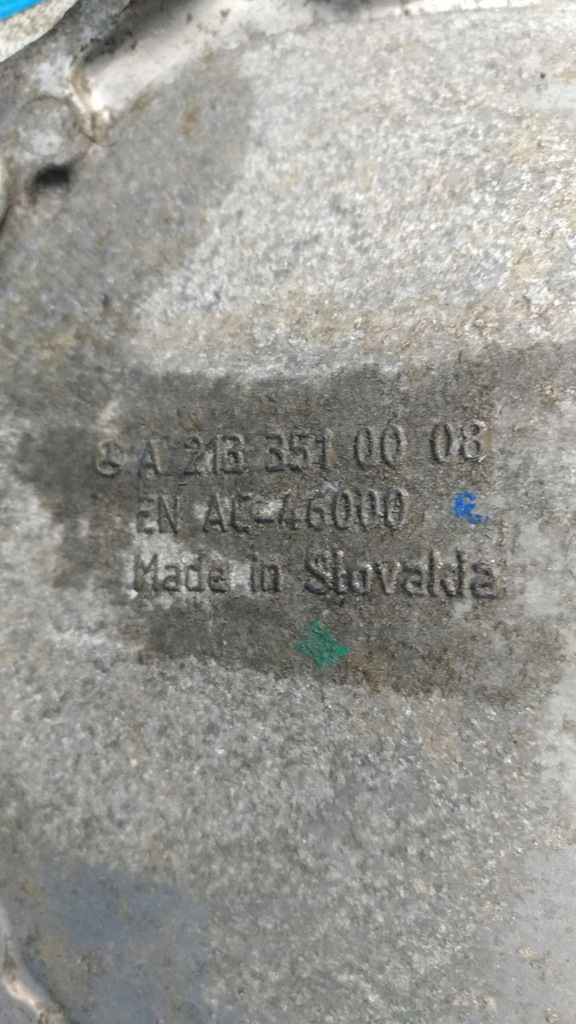 A 213 351 00 08
EN AC-46000
Made in Slovakia